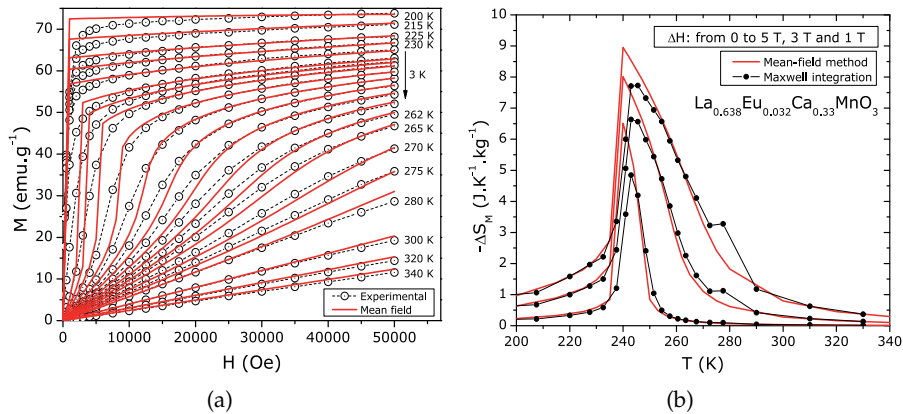 M (emu.g⁻¹)
70
60
50
40
30
20
10
0
200 K
215 K
225 K
230 K
3 K
262 K
265 K
270 K
275 K
280 K
300 K
320 K
340 K
Experimental
Mean field
0 10000 20000 30000 40000 50000
H (Oe)
(a)
-ΔS_M (J.K⁻¹.kg⁻¹)
10
9
8
7
6
5
4
3
2
1
0
ΔH: from 0 to 5 T, 3 T and 1 T
Mean-field method
Maxwell integration
La₀.₆₃₈Eu₀.₀₃₂Ca₀.₃₃MnO₃
200 220 240 260 280 300 320 340
T (K)
(b)